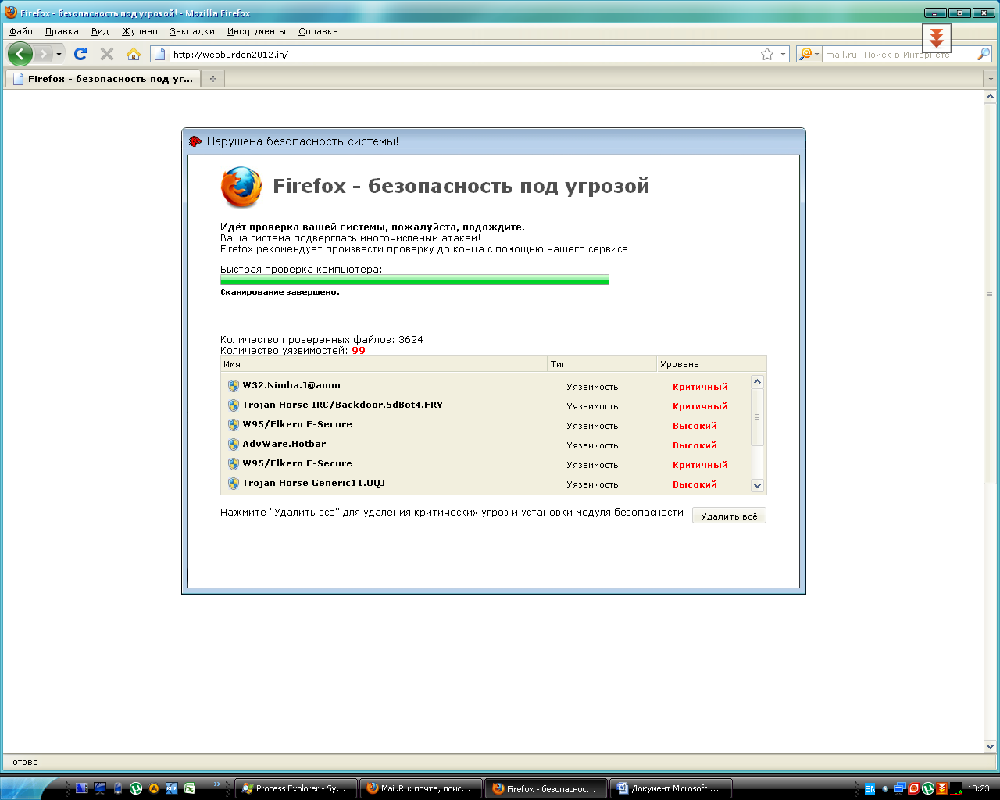 Firefox - безопасность под угрозой! - Mozilla Firefox
Файл Правка Вид Журнал Закладки Инструменты Справка
http://webburden2012.in/
mail.ru: Поиск в Интернете
Firefox - безопасность под уг...
Нарушена безопасность системы!
Firefox - безопасность под угрозой
Идёт проверка вашей системы, пожалуйста, подождите.
Ваша система подверглась многочисленым атакам!
Firefox рекомендует произвести проверку до конца с помощью нашего сервиса.
Быстрая проверка компьютера:
Сканирование завершено.
Количество проверенных файлов: 3624
Количество уязвимостей: 99
Имя Тип Уровень
W32.Nimba.J@amm Уязвимость Критичный
Trojan Horse IRC/Backdoor.SdBot4.FRV Уязвимость Критичный
W95/Elkern F-Secure Уязвимость Высокий
AdvWare.Hotbar Уязвимость Высокий
W95/Elkern F-Secure Уязвимость Критичный
Trojan Horse Generic11.OQJ Уязвимость Высокий
Нажмите "Удалить всё" для удаления критических угроз и установки модуля безопасности
Удалить всё
Готово
Process Explorer - Sy...
Mail.Ru: почта, поис...
Firefox - безопаснос...
Документ Microsoft ...
EN
10:23